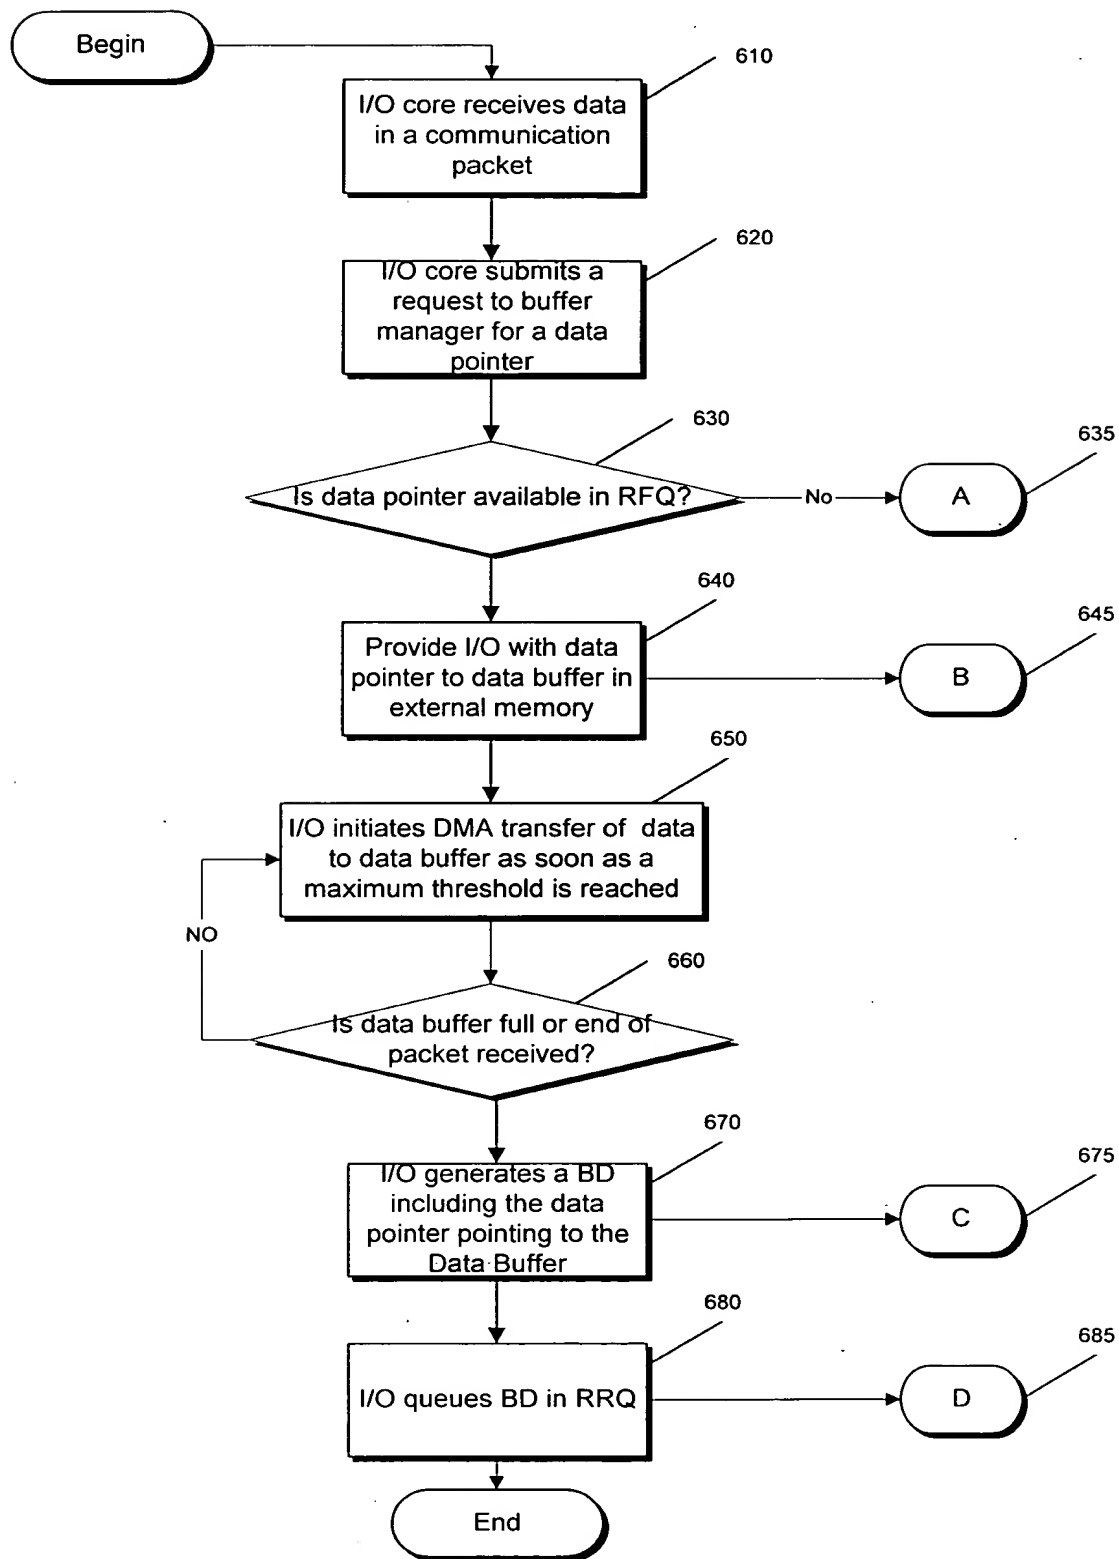 Begin
610
I/O core receives data
in a communication
packet
620
I/O core submits a
request to buffer
manager for a data
pointer
630
635
Is data pointer available in RFQ?
No
A
640
645
Provide I/O with data
pointer to data buffer in
external memory
B
650
I/O initiates DMA transfer of data
to data buffer as soon as a
maximum threshold is reached
NO
660
Is data buffer full or end of
packet received?
670
675
I/O generates a BD
including the data
pointer pointing to the
Data Buffer
C
680
685
I/O queues BD in RRQ
D
End